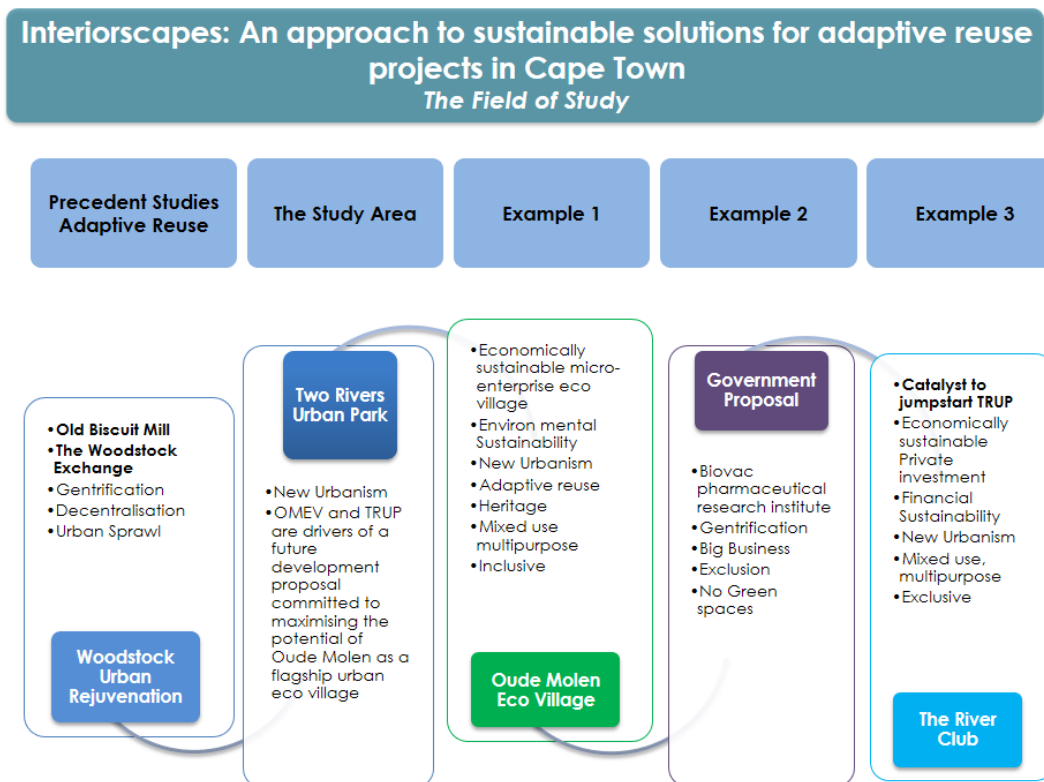 Interiorscapes: An approach to sustainable solutions for adaptive reuse
projects in Cape Town
The Field of Study
Precedent Studies
Adaptive Reuse
The Study Area
Example 1
Example 2
Example 3
•Old Biscuit Mill
•The Woodstock
Exchange
•Gentrification
•Decentralisation
•Urban Sprawl
Woodstock
Urban
Rejuvenation
Two Rivers
Urban Park
•New Urbanism
•OMEV and TRUP
are drivers of a
future
development
proposal
committed to
maximising the
potential of
Oude Molen as a
flagship urban
eco village
•Economically
sustainable micro-
enterprise eco
village
•Environ mental
Sustainability
•New Urbanism
•Adaptive reuse
•Heritage
•Mixed use
multipurpose
•Inclusive
Oude Molen
Eco Village
Government
Proposal
•Biovac
pharmaceutical
research institute
•Gentrification
•Big Business
•Exclusion
•No Green
spaces
•Catalyst to
jumpstart TRUP
•Economically
sustainable
Private
investment
•Financial
Sustainability
•New Urbanism
•Mixed use,
multipurpose
•Exclusive
The River
Club